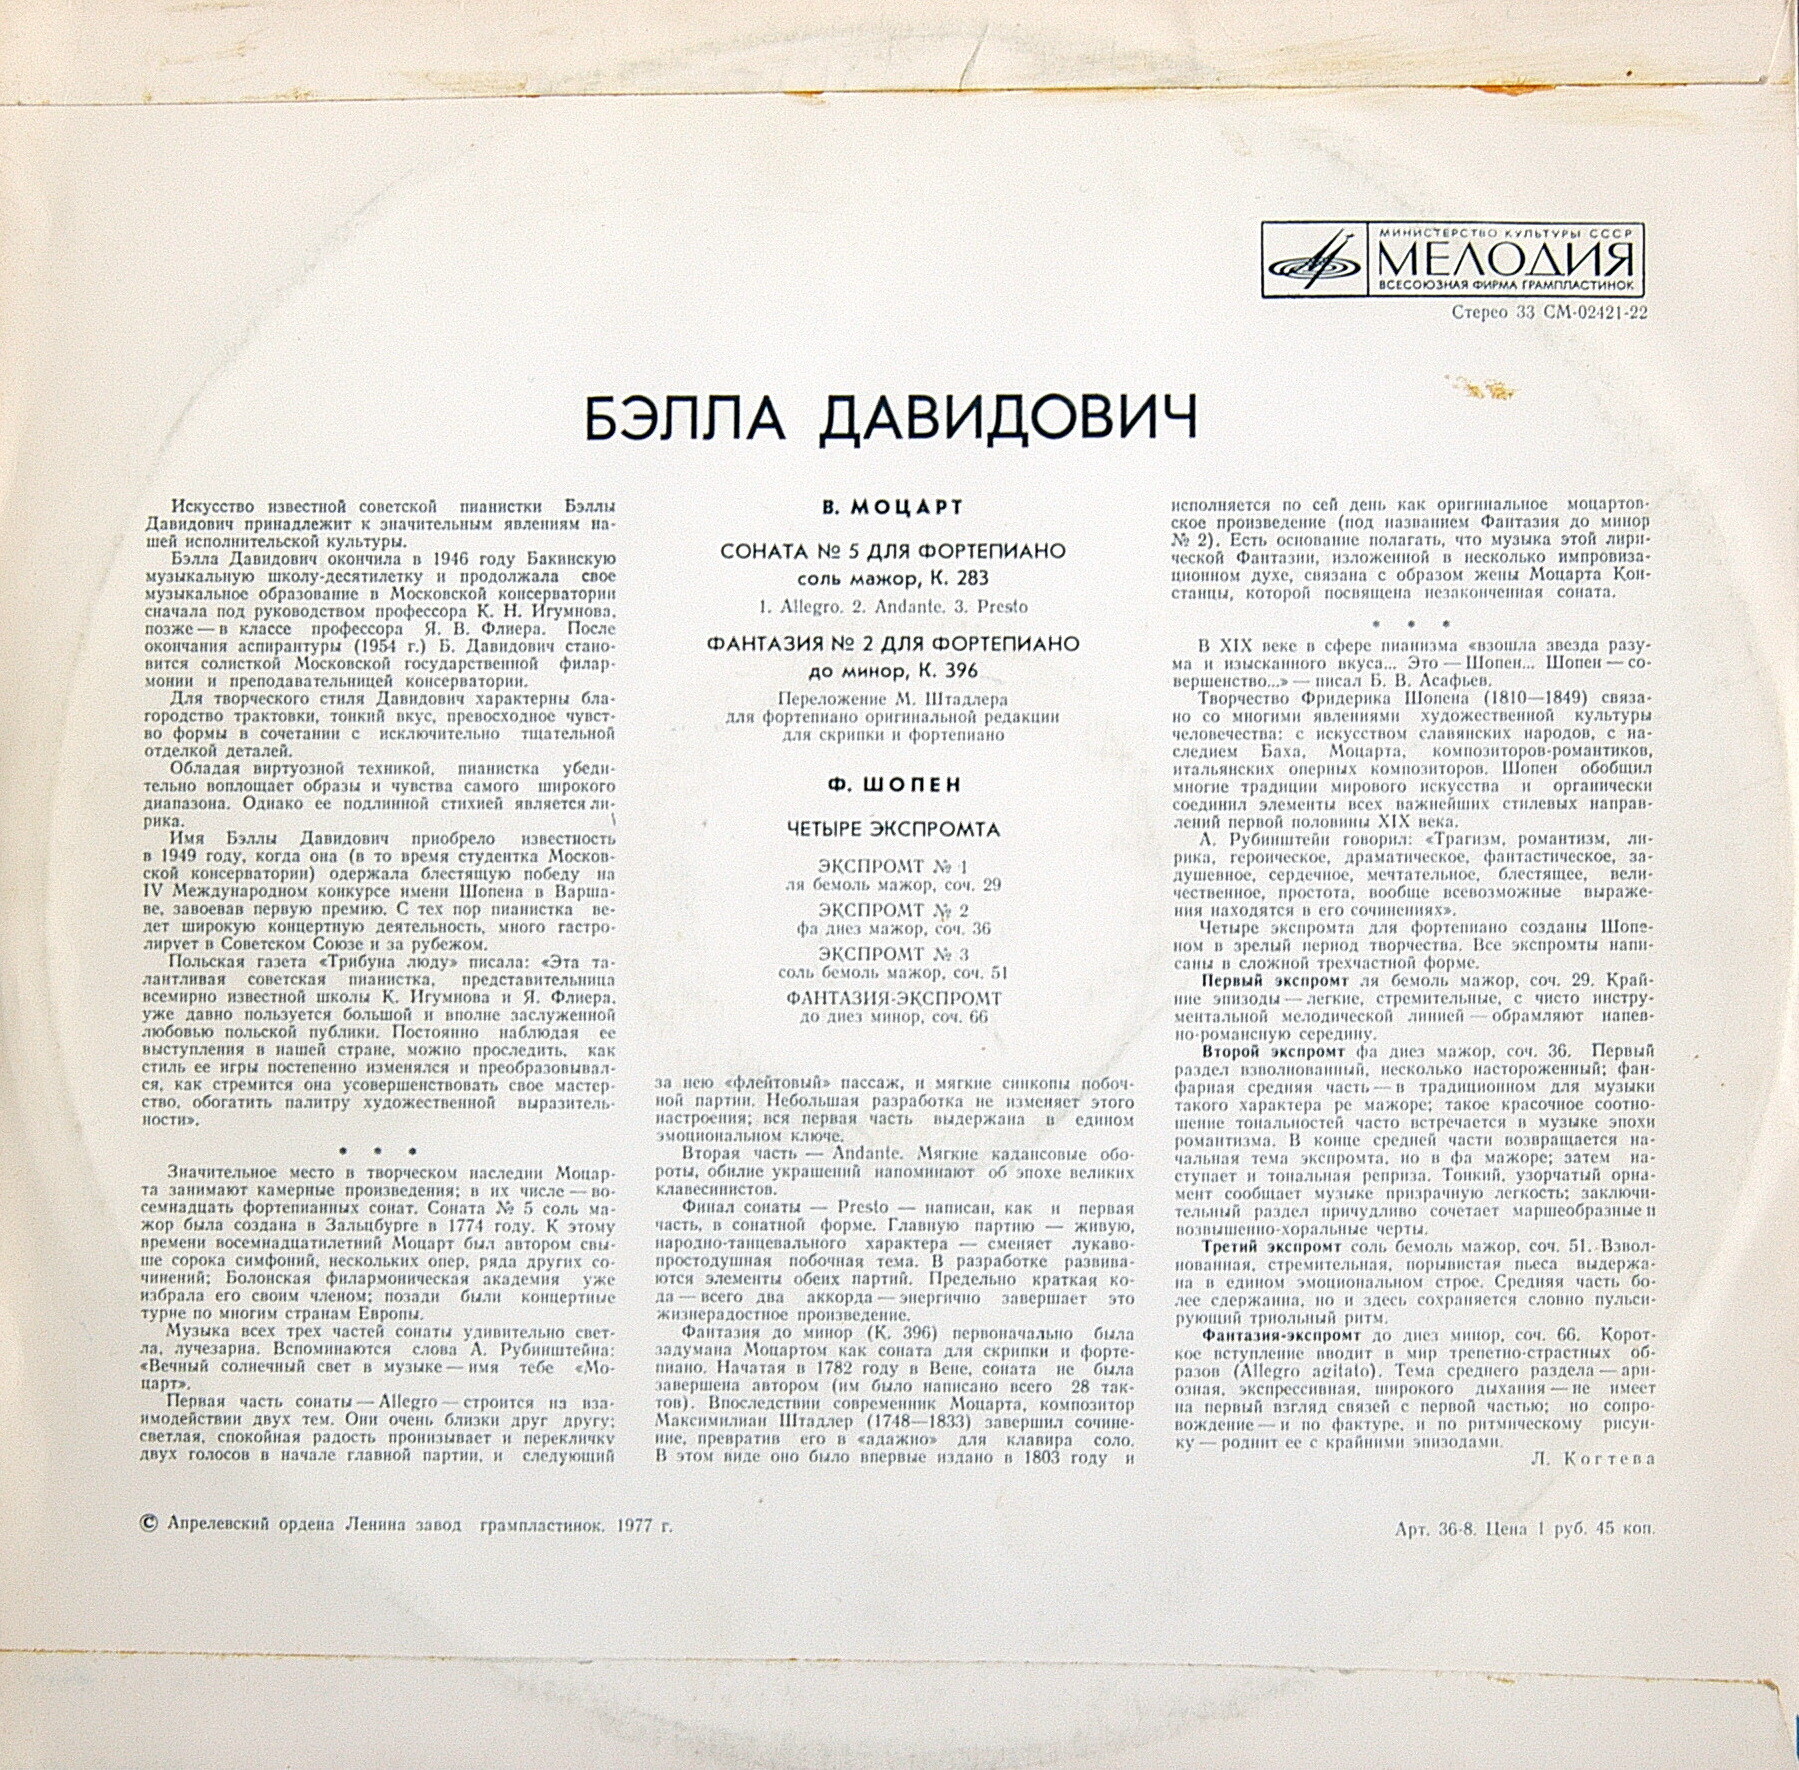 МИНИСТЕРСТВО КУЛЬТУРЫ СССР
МЕЛОДИЯ
ВСЕСОЮЗНАЯ ФИРМА ГРАМПЛАСТИНОК
Стерео 33 СМ-02421-22
БЭЛЛА ДАВИДОВИЧ
Искусство известной советской пианистки Бэллы
Давидович принадлежит к значительным явлениям на-
шей исполнительской культуры.
Бэлла Давидович окончила в 1946 году Бакинскую
музыкальную школу-десятилетку и продолжала свое
музыкальное образование в Московской консерватории
сначала под руководством профессора К. Н. Игумнова,
позже — в классе профессора Я. В. Флиера. После
окончания аспирантуры (1954 г.) Б. Давидович стано-
вится солисткой Московской государственной филар-
монии и преподавательницей консерватории.
Для творческого стиля Давидович характерны бла-
городство трактовки, тонкий вкус, превосходное чувст-
во формы в сочетании с исключительно тщательной
отделкой деталей.
Обладая виртуозной техникой, пианистка убеди-
тельно воплощает образы и чувства самого широкого
диапазона. Однако ее подлинной стихией является ли-
рика.
Имя Бэллы Давидович приобрело известность
в 1949 году, когда она (в то время студентка Москов-
ской консерватории) одержала блестящую победу на
IV Международном конкурсе имени Шопена в Варша-
ве, завоевав первую премию. С тех пор пианистка ве-
дет широкую концертную деятельность, много гастро-
лирует в Советском Союзе и за рубежом.
Польская газета «Трибуна люду» писала: «Эта та-
лантливая советская пианистка, представительница
всемирно известной школы К. Игумнова и Я. Флиера,
уже давно пользуется большой и вполне заслуженной
любовью польской публики. Постоянно наблюдая ее
выступления в нашей стране, можно проследить, как
стиль ее игры постепенно изменялся и преобразовывал-
ся, как стремится она усовершенствовать свое мастер-
ство, обогатить палитру художественной выразитель-
ности».
* * *
Значительное место в творческом наследии Моцар-
та занимают камерные произведения; в их числе — во-
семнадцать фортепианных сонат. Соната № 5 соль ма-
жор была создана в Зальцбурге в 1774 году. К этому
времени восемнадцатилетний Моцарт был автором свы-
ше сорока симфоний, нескольких опер, ряда других со-
чинений; Болонская филармоническая академия уже
избрала его своим членом; позади были концертные
турне по многим странам Европы.
Музыка всех трех частей сонаты удивительно свет-
ла, лучезарна. Вспоминаются слова А. Рубинштейна:
«Вечный солнечный свет в музыке — имя тебе «Мо-
царт».
Первая часть сонаты — Allegro — строится на вза-
имодействии двух тем. Они очень близки друг другу:
светлая, спокойная радость пронизывает и перекличку
двух голосов в начале главной партии, и следующий
В. МОЦАРТ
СОНАТА № 5 ДЛЯ ФОРТЕПИАНО
соль мажор, К. 283
1. Allegro. 2. Andante. 3. Presto
ФАНТАЗИЯ № 2 ДЛЯ ФОРТЕПИАНО
до минор, К. 396
Переложение М. Штадлера
для фортепиано оригинальной редакции
для скрипки и фортепиано
Ф. ШОПЕН
ЧЕТЫРЕ ЭКСПРОМТА
ЭКСПРОМТ № 1
ля бемоль мажор, соч. 29
ЭКСПРОМТ № 2
фа диез мажор, соч. 36
ЭКСПРОМТ № 3
соль бемоль мажор, соч. 51
ФАНТАЗИЯ-ЭКСПРОМТ
до диез минор, соч. 66
за нею «флейтовый» пассаж, и мягкие синкопы побоч-
ной партии. Небольшая разработка не изменяет этого
настроения; вся первая часть выдержана в едином
эмоциональном ключе.
Вторая часть — Andante. Мягкие кадансовые обо-
роты, обилие украшений напоминают об эпохе великих
клавесинистов.
Финал сонаты — Presto — написан, как и первая
часть, в сонатной форме. Главную партию — живую,
народно-танцевального характера — сменяет лукаво-
простодушная побочная тема. В разработке развива-
ются элементы обеих партий. Предельно краткая ко-
да — всего два аккорда — энергично завершает это
жизнерадостное произведение.
Фантазия до минор (К. 396) первоначально была
задумана Моцартом как соната для скрипки и форте-
пиано. Начатая в 1782 году в Вене, соната не была
завершена автором (им было написано всего 28 так-
тов). Впоследствии современник Моцарта, композитор
Максимилиан Штадлер (1748—1833) завершил сочине-
ние, превратив его в «адажио» для клавира соло.
В этом виде оно было впервые издано в 1803 году и
исполняется по сей день как оригинальное моцартов-
ское произведение (под названием Фантазия до минор
№ 2). Есть основание полагать, что музыка этой лири-
ческой Фантазии, изложенной в несколько импровиза-
ционном духе, связана с образом жены Моцарта Кон-
станцы, которой посвящена незаконченная соната.
* * *
В XIX веке в сфере пианизма «взошла звезда разу-
ма и изысканного вкуса... Это — Шопен... Шопен — со-
вершенство...» — писал Б. В. Асафьев.
Творчество Фридерика Шопена (1810—1849) связа-
но со многими явлениями художественной культуры
человечества: с искусством славянских народов, с на-
следием Баха, Моцарта, композиторов-романтиков,
итальянских оперных композиторов. Шопен обобщил
многие традиции мирового искусства и органически
соединил элементы всех важнейших стилевых направ-
лений первой половины XIX века.
А. Рубинштейн говорил: «Трагизм, романтизм, ли-
рика, героическое, драматическое, фантастическое, за-
душевное, сердечное, мечтательное, блестящее, вели-
чественное, простота, вообще всевозможные выраже-
ния находятся в его сочинениях».
Четыре экспромта для фортепиано созданы Шопе-
ном в зрелый период творчества. Все экспромты напи-
саны в сложной трехчастной форме.
Первый экспромт ля бемоль мажор, соч. 29. Край-
ние эпизоды — легкие, стремительные, с чисто инстру-
ментальной мелодической линией — обрамляют напев-
но-романсную середину.
Второй экспромт фа диез мажор, соч. 36. Первый
раздел взволнованный, несколько настороженный; фан-
фарная средняя часть — в традиционном для музыки
такого характера ре мажоре; такое красочное соотно-
шение тональностей часто встречается в музыке эпохи
романтизма. В конце средней части возвращается на-
чальная тема экспромта, но в фа мажоре; затем на-
ступает и тональная реприза. Тонкий, узорчатый орна-
мент сообщает музыке призрачную легкость; заключи-
тельный раздел причудливо сочетает маршеобразные и
возвышенно-хоральные черты.
Третий экспромт соль бемоль мажор, соч. 51. Взвол-
нованная, стремительная, порывистая пьеса выдержа-
на в едином эмоциональном строе. Средняя часть бо-
лее сдержанна, но и здесь сохраняется словно пульси-
рующий триольный ритм.
Фантазия-экспромт до диез минор, соч. 66. Корот-
кое вступление вводит в мир трепетно-страстных об-
разов (Allegro agitato). Тема среднего раздела — ари-
озная, экспрессивная, широкого дыхания — не имеет
на первый взгляд связей с первой частью; но сопро-
вождение — и по фактуре, и по ритмическому рисун-
ку — роднит ее с крайними эпизодами.
Л. Когтева
© Апрелевский ордена Ленина завод грампластинок. 1977 г.
Арт. 36-8. Цена 1 руб. 45 коп.